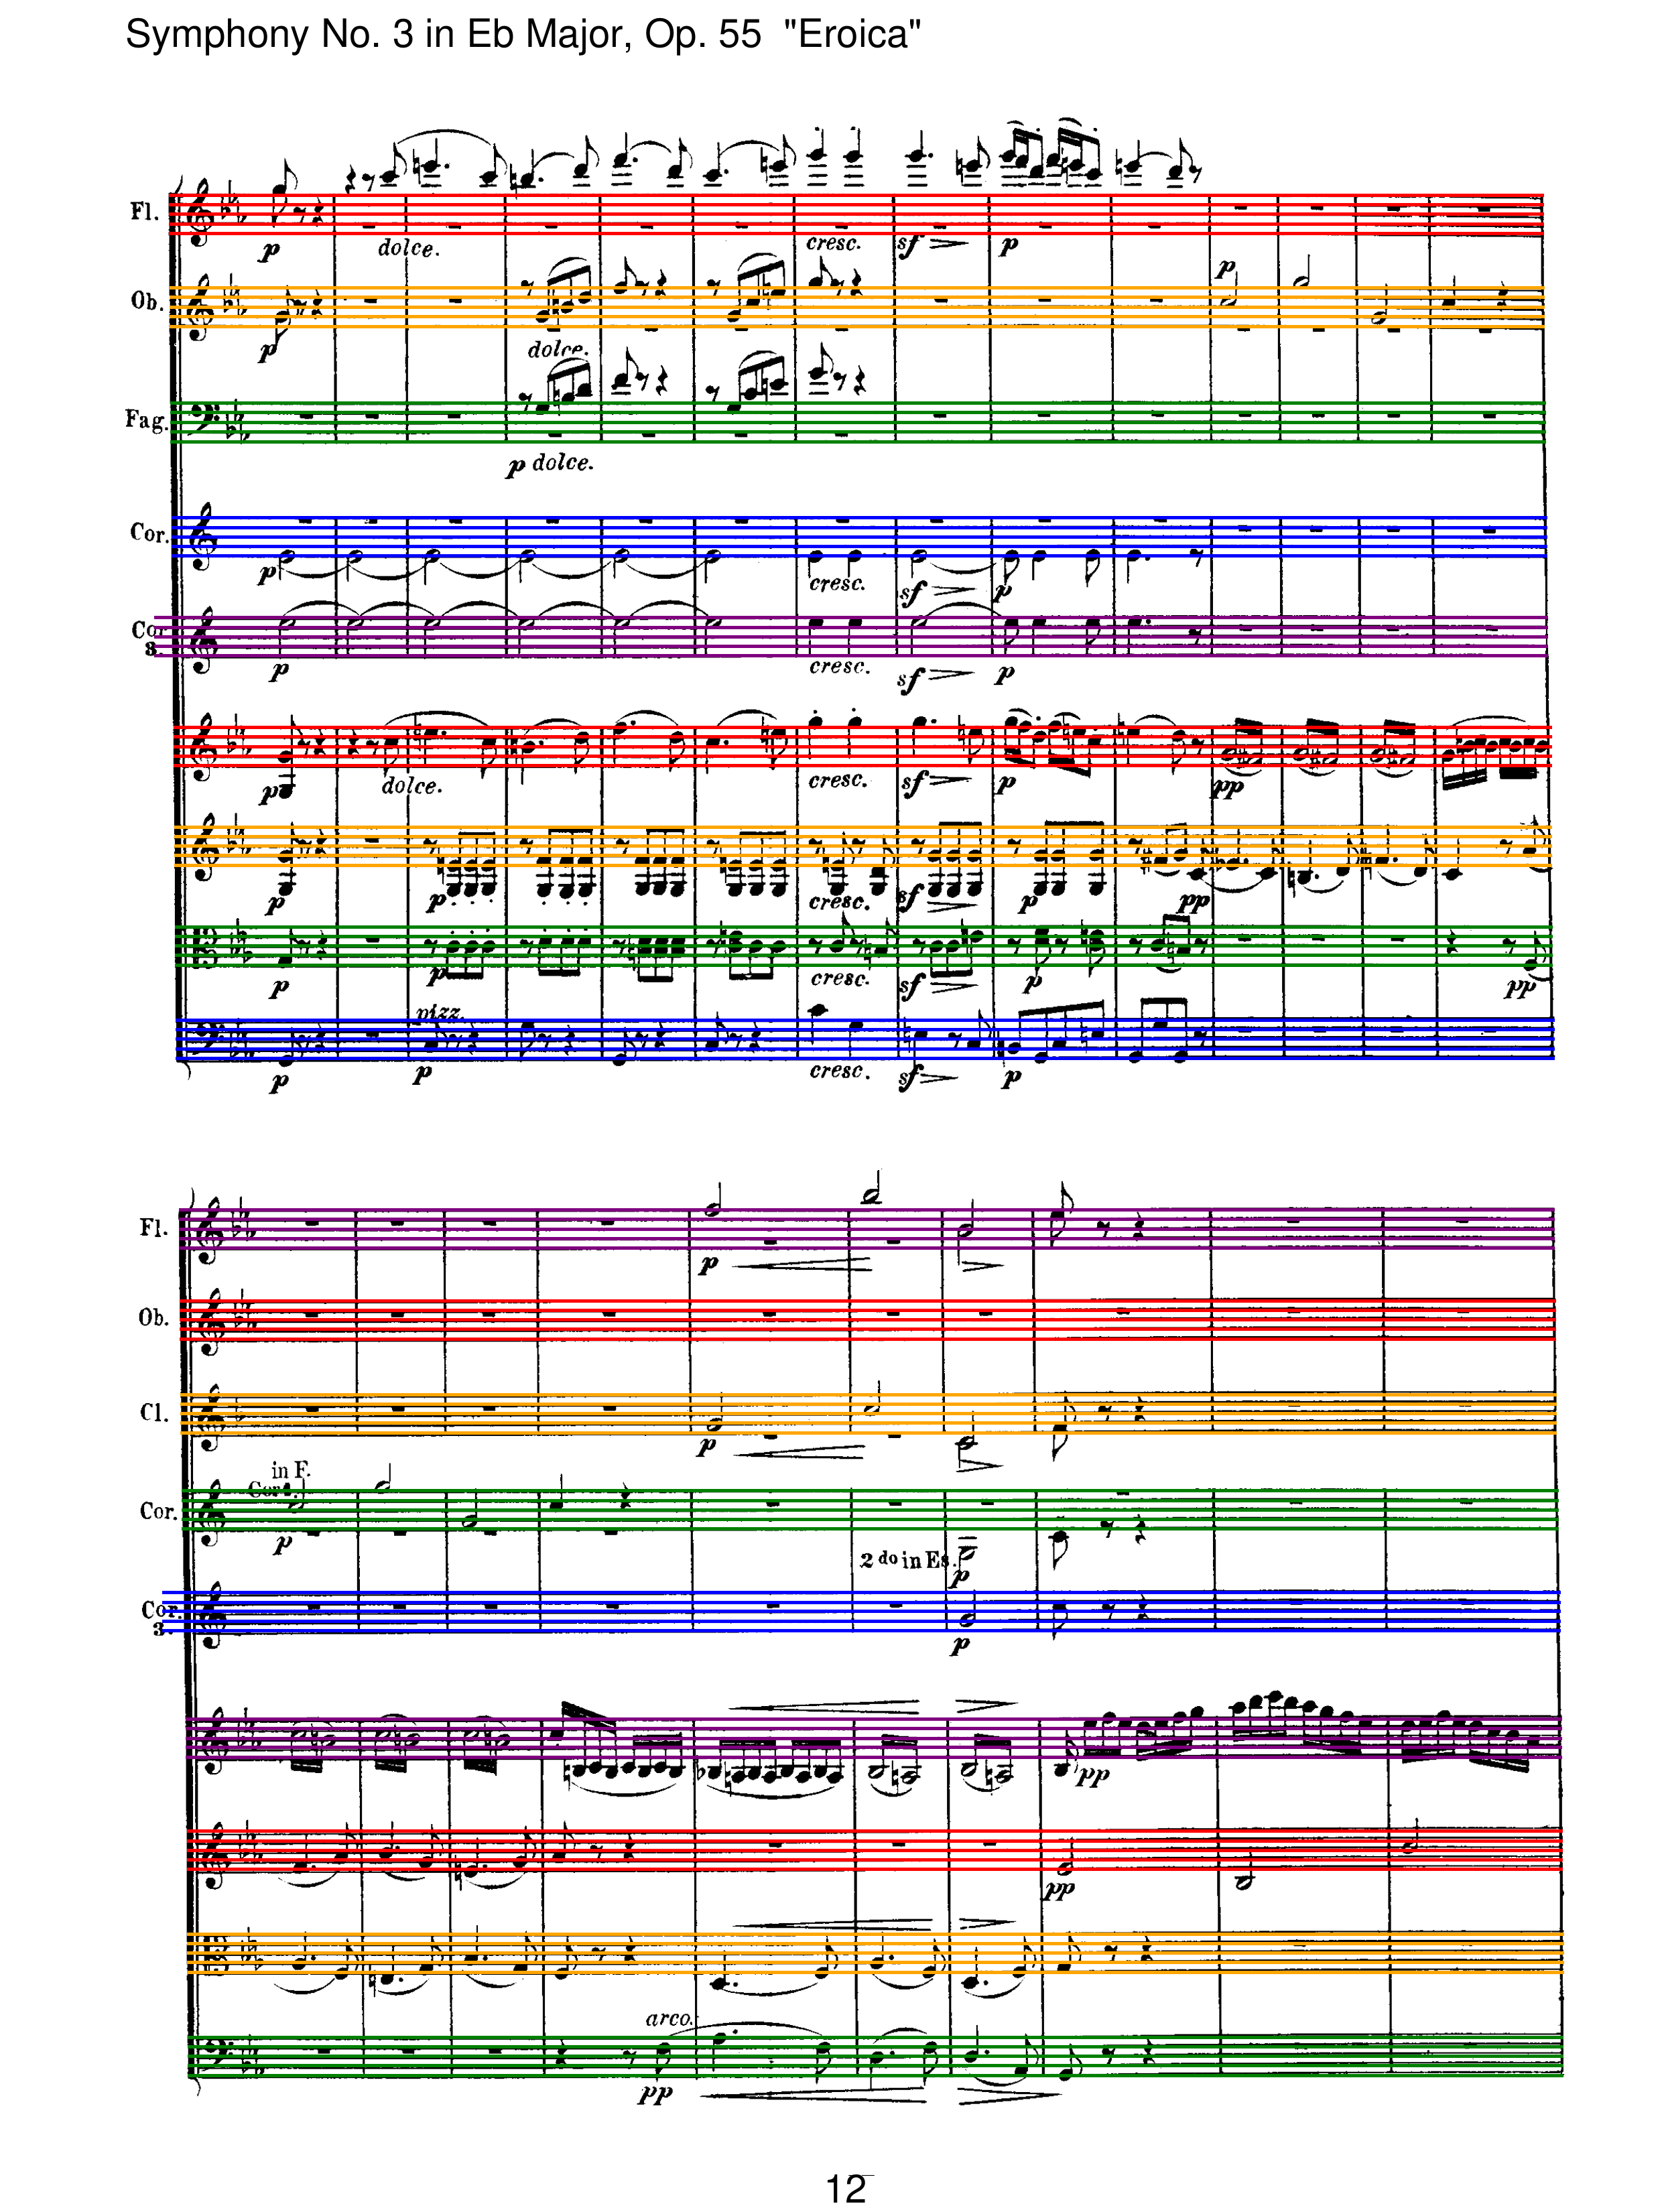 Symphony No. 3 in Eb Major, Op. 55 "Eroica"
Fl.
dolce.
cresc.
sf
p
p
Ob.
p
p
dolce.
Fag.
p dolce.
Cor.
p
cresc.
sf
p
Cor
3.
p
cresc.
sf
p
p
dolce.
cresc.
sf
p
pp
p
p
cresc.
sf
p
pp
p
p
cresc.
sf
p
pp
pizz.
p
p
cresc.
sf
p
Fl.
p
Ob.
Cl.
p
in F.
Cor 1.
Cor.
p
2 do in Es.
p
Cor.
3.
p
pp
pp
arco.
pp
12